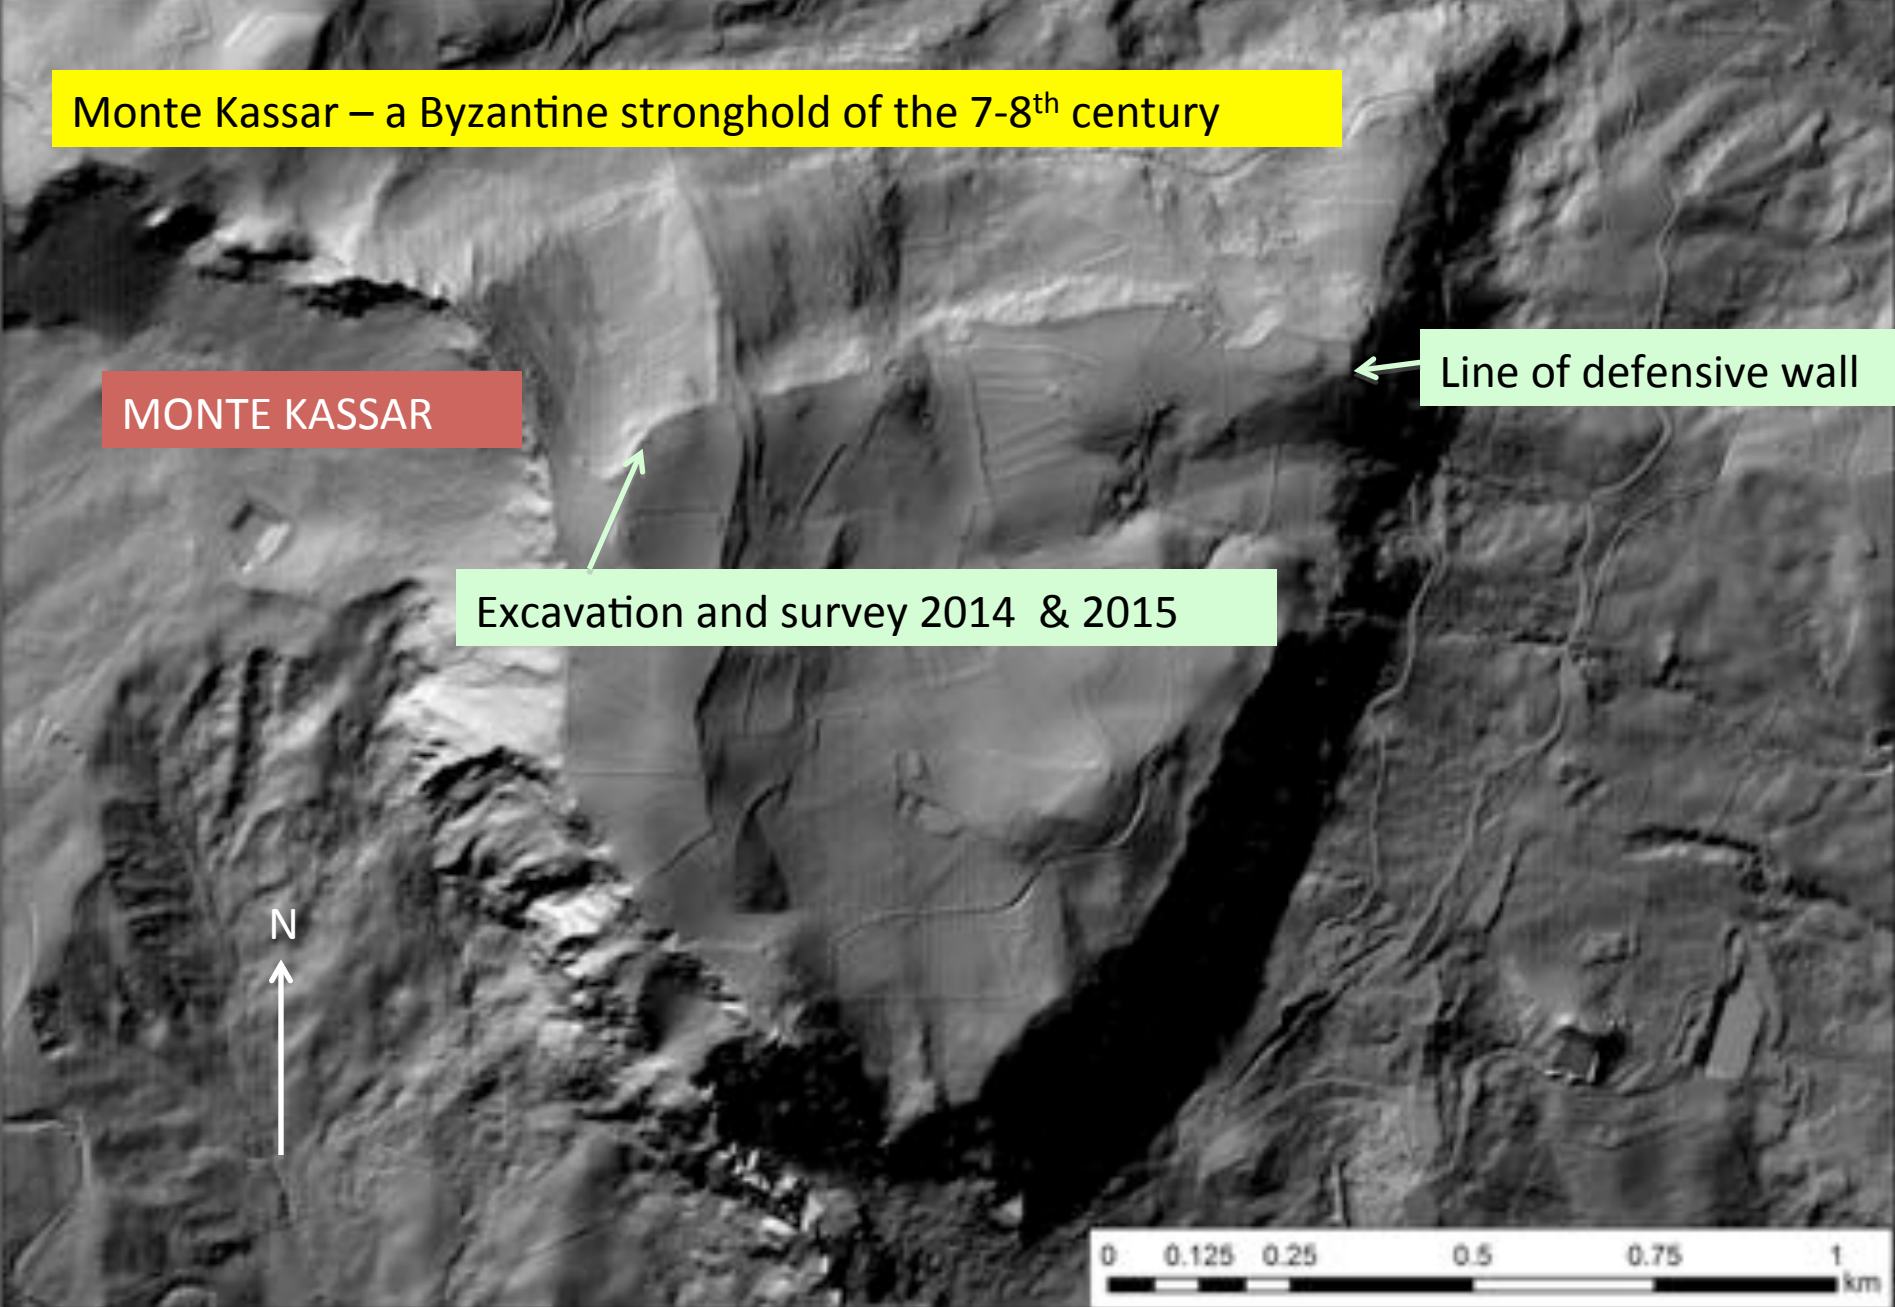 Monte Kassar – a Byzantine stronghold of the 7-8th century
Line of defensive wall
MONTE KASSAR
Excavation and survey 2014 & 2015
N
0 0.125 0.25 0.5 0.75 1
km